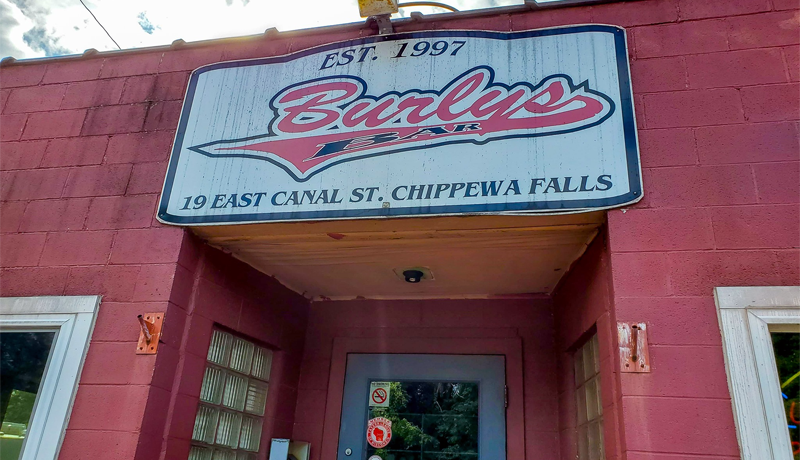 EST. 1997
Burlys
BAR
19 EAST CANAL ST. CHIPPEWA FALLS